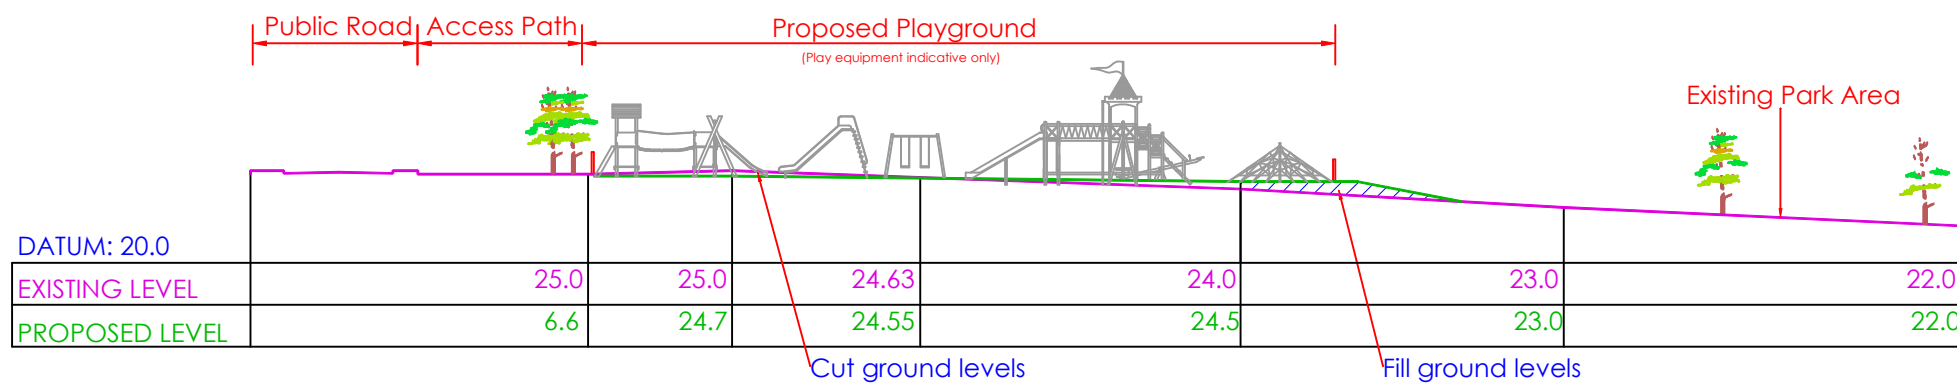 Public Road Access Path Proposed Playground
(Play equipment indicative only)
Existing Park Area
DATUM: 20.0
EXISTING LEVEL 25.0 25.0 24.63 24.0 23.0 22.0
PROPOSED LEVEL 6.6 24.7 24.55 24.5 23.0 22.0
Cut ground levels Fill ground levels